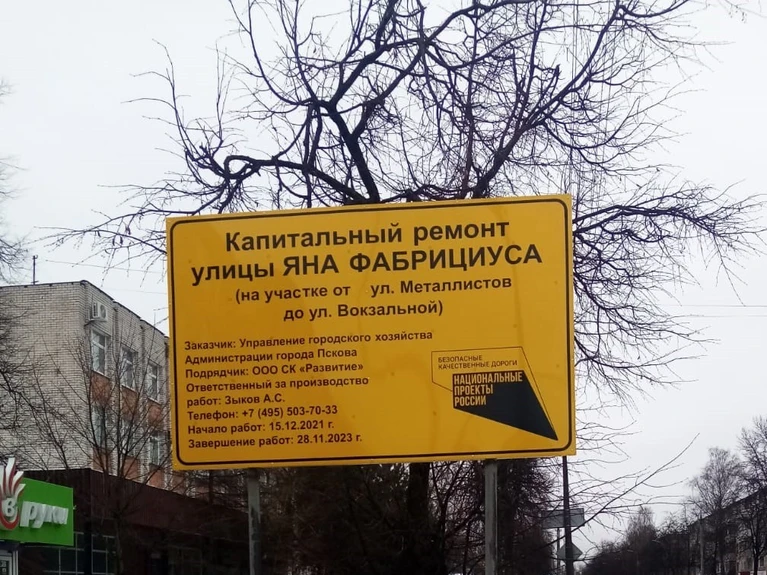 Капитальный ремонт
улицы ЯНА ФАБРИЦИУСА
(на участке от ул. Металлистов
до ул. Вокзальной)
Заказчик: Управление городского хозяйства
Администрации города Пскова
Подрядчик: ООО СК «Развитие»
Ответственный за производство
работ: Зыков А.С.
Телефон: +7 (495) 503-70-33
Начало работ: 15.12.2021 г.
Завершение работ: 28.11.2023 г.
БЕЗОПАСНЫЕ
КАЧЕСТВЕННЫЕ ДОРОГИ
НАЦИОНАЛЬНЫЕ
ПРОЕКТЫ
РОССИИ
В руки